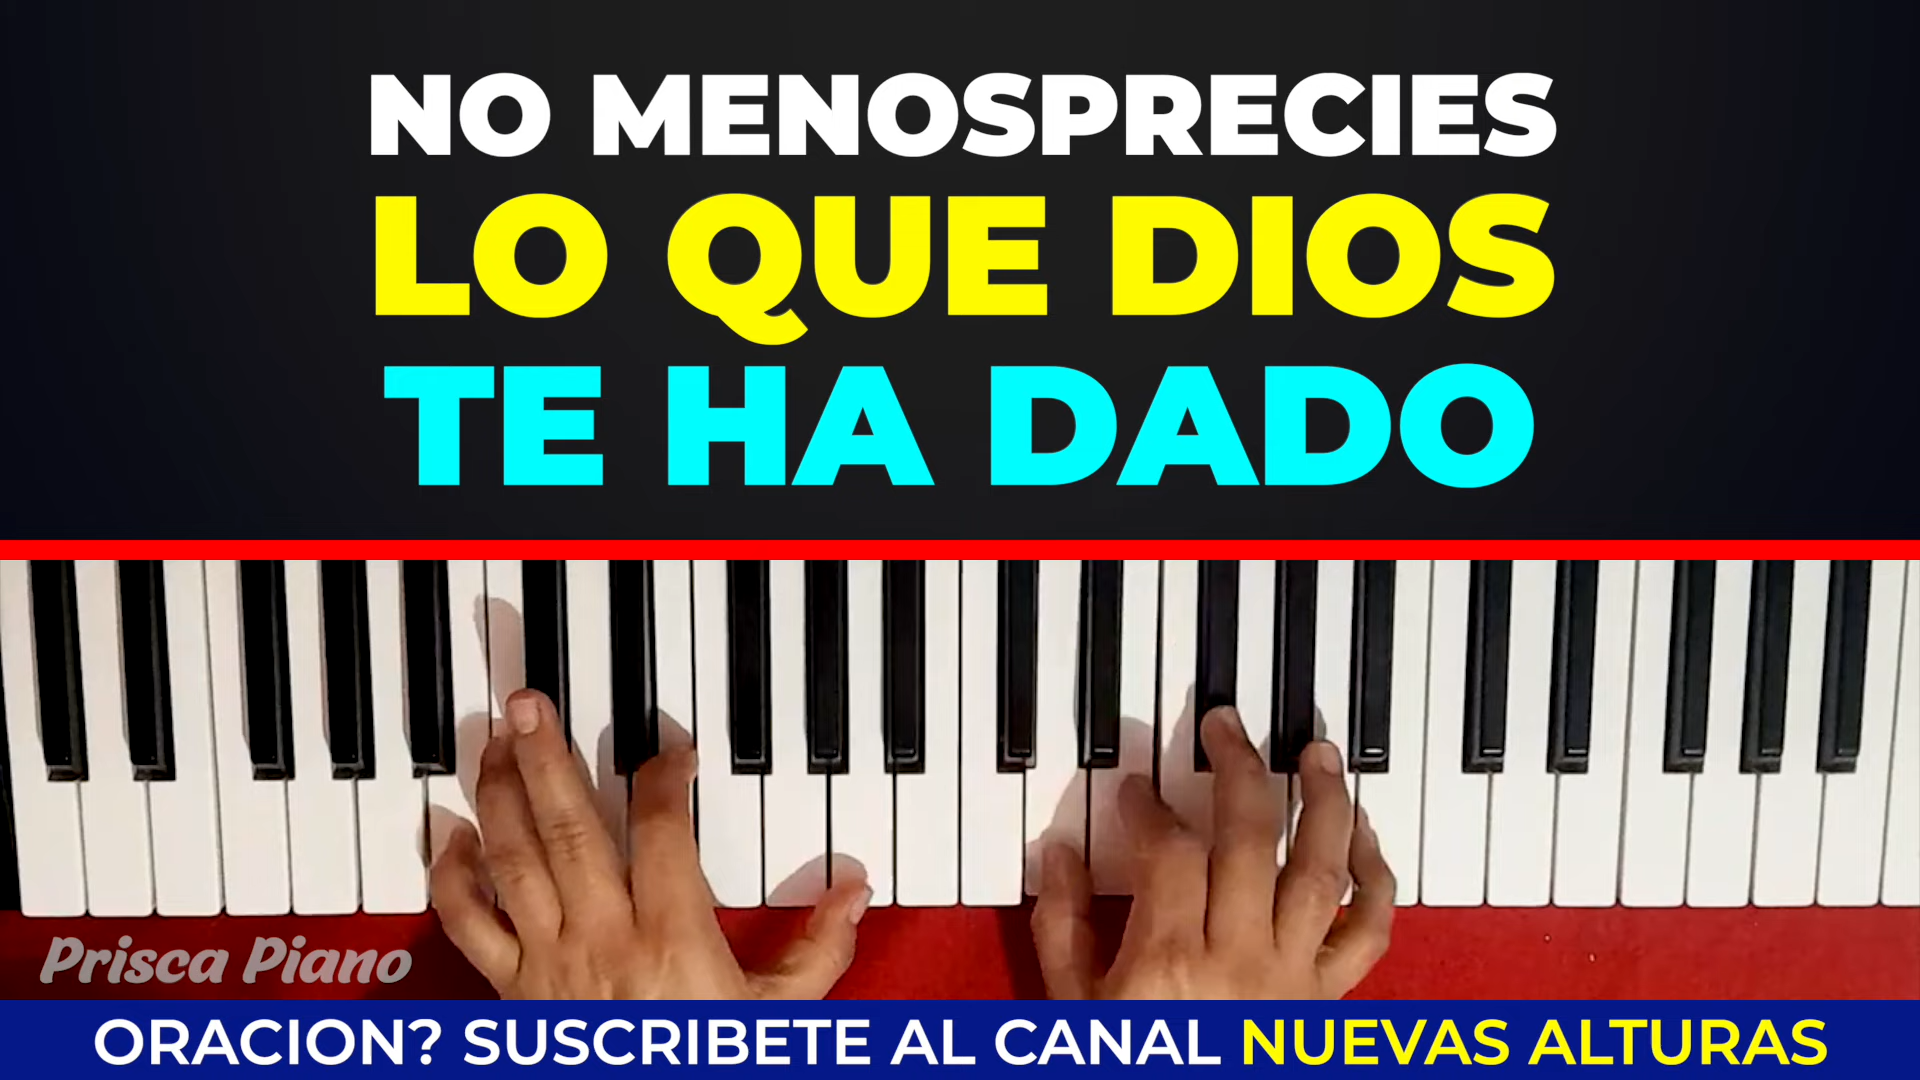 NO MENOSPRECIES
LO QUE DIOS
TE HA DADO
Prisca Piano
ORACION? SUSCRIBETE AL CANAL NUEVAS ALTURAS